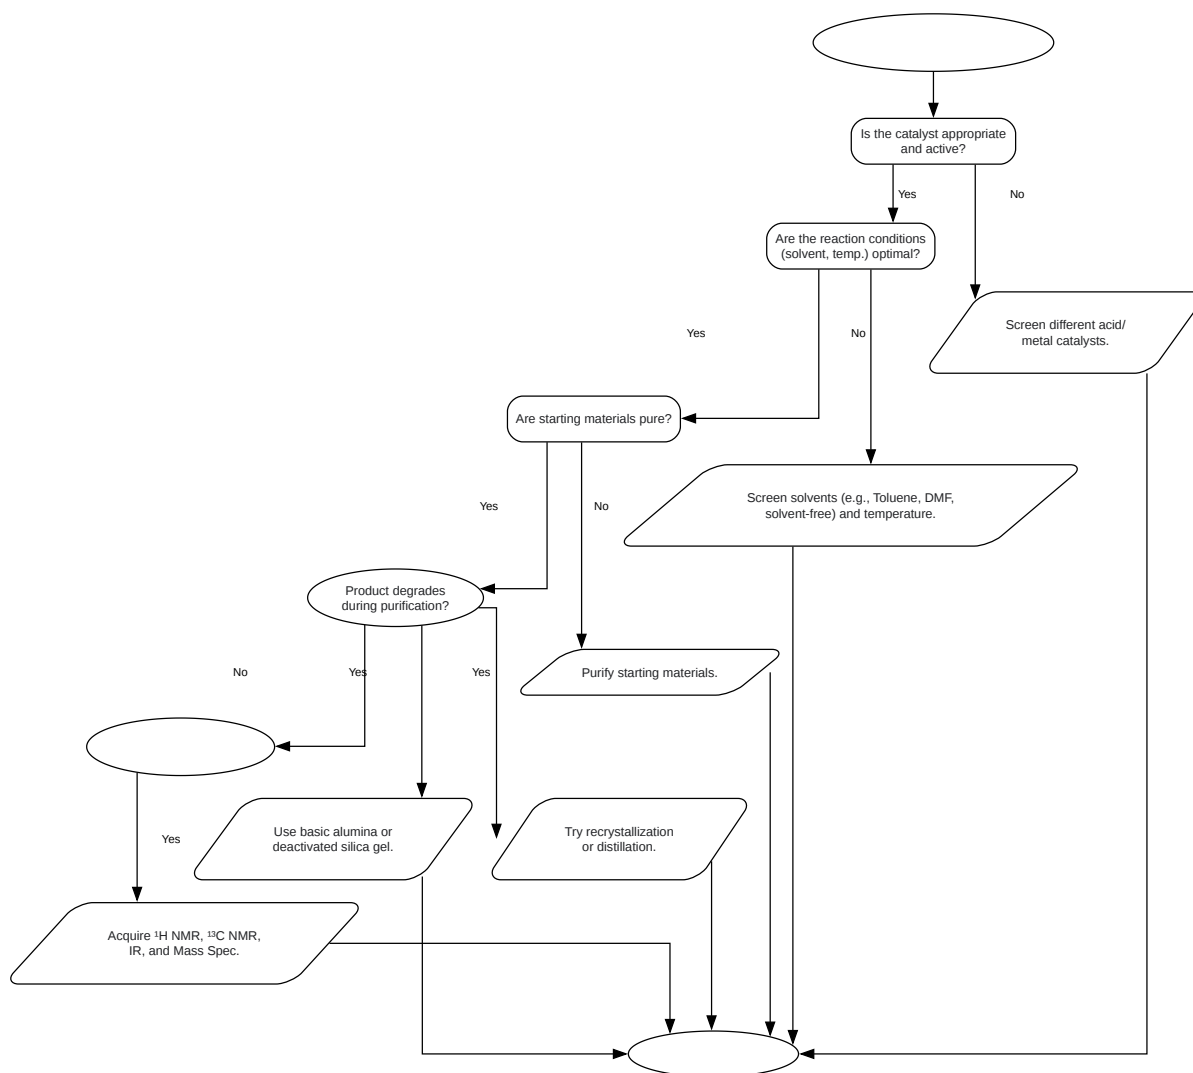 Is the catalyst appropriate
and active?
Yes
No
Are the reaction conditions
(solvent, temp.) optimal?
Screen different acid/
metal catalysts.
Yes
No
Are starting materials pure?
Screen solvents (e.g., Toluene, DMF,
solvent-free) and temperature.
Yes
No
Product degrades
during purification?
Purify starting materials.
No
Yes
Yes
Use basic alumina or
deactivated silica gel.
Try recrystallization
or distillation.
Yes
Acquire ¹H NMR, ¹³C NMR,
IR, and Mass Spec.